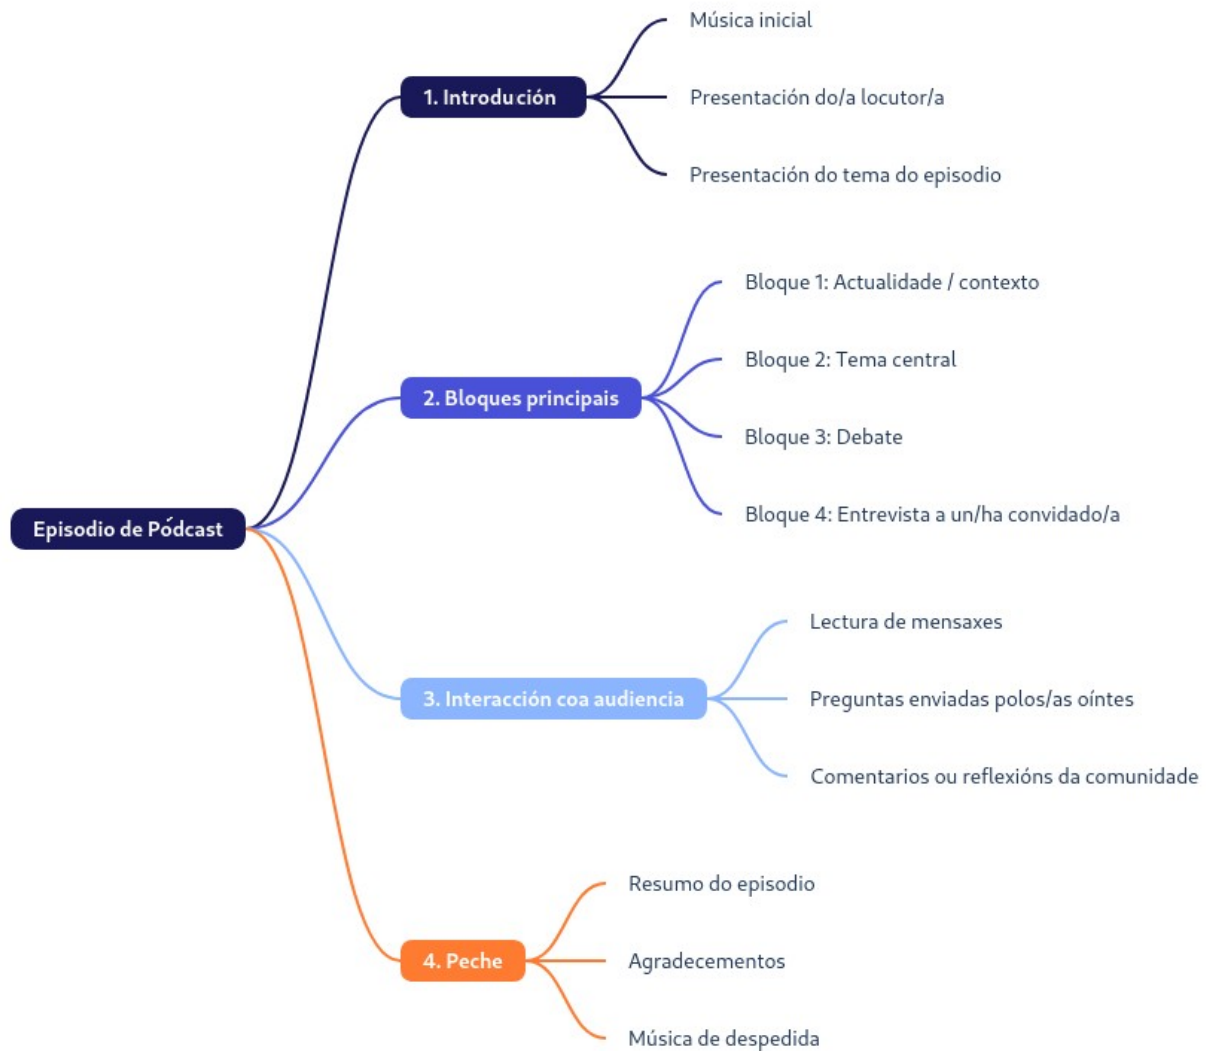 Música inicial
1. Introdución
Presentación do/a locutor/a
Presentación do tema do episodio
Bloque 1: Actualidade / contexto
Bloque 2: Tema central
2. Bloques principais
Bloque 3: Debate
Bloque 4: Entrevista a un/ha convidado/a
Episodio de Pódcast
Lectura de mensaxes
3. Interacción coa audiencia
Preguntas enviadas polos/as oíntes
Comentarios ou reflexións da comunidade
Resumo do episodio
4. Peche
Agradecementos
Música de despedida